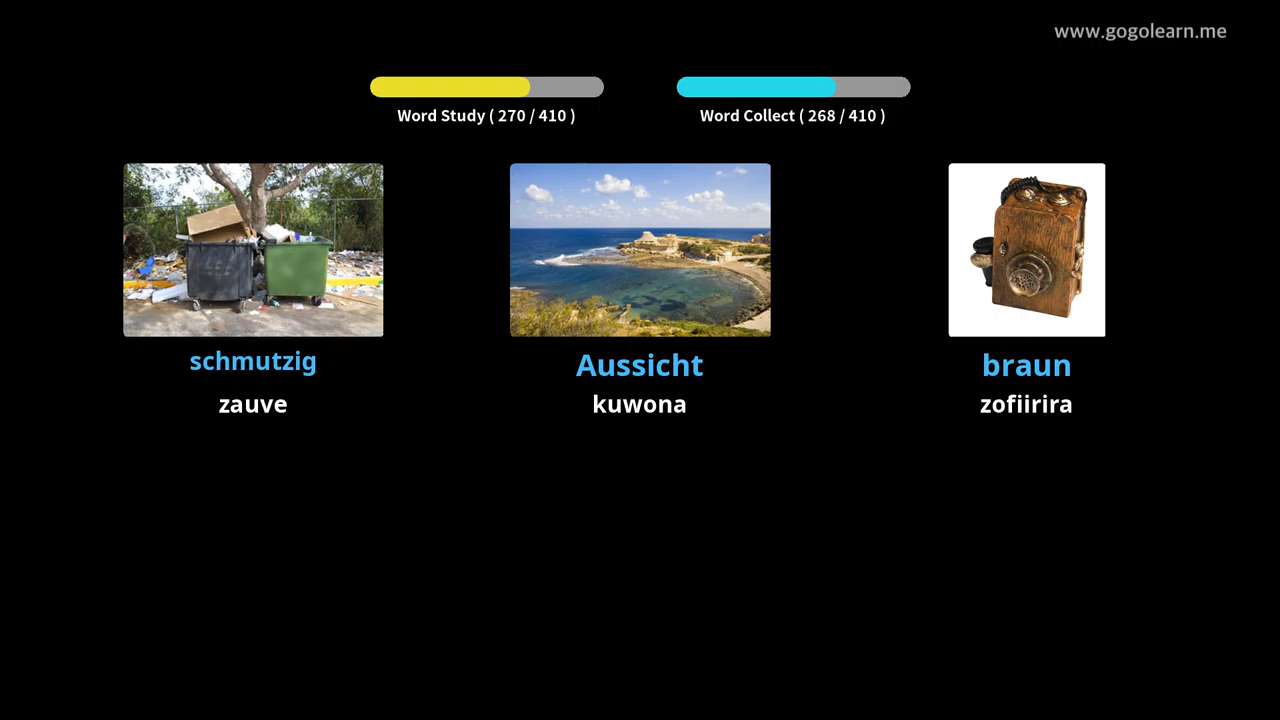 www.gogolearn.me
Word Study ( 270 / 410 )
Word Collect ( 268 / 410 )
schmutzig
zauve
Aussicht
kuwona
braun
zofiirira